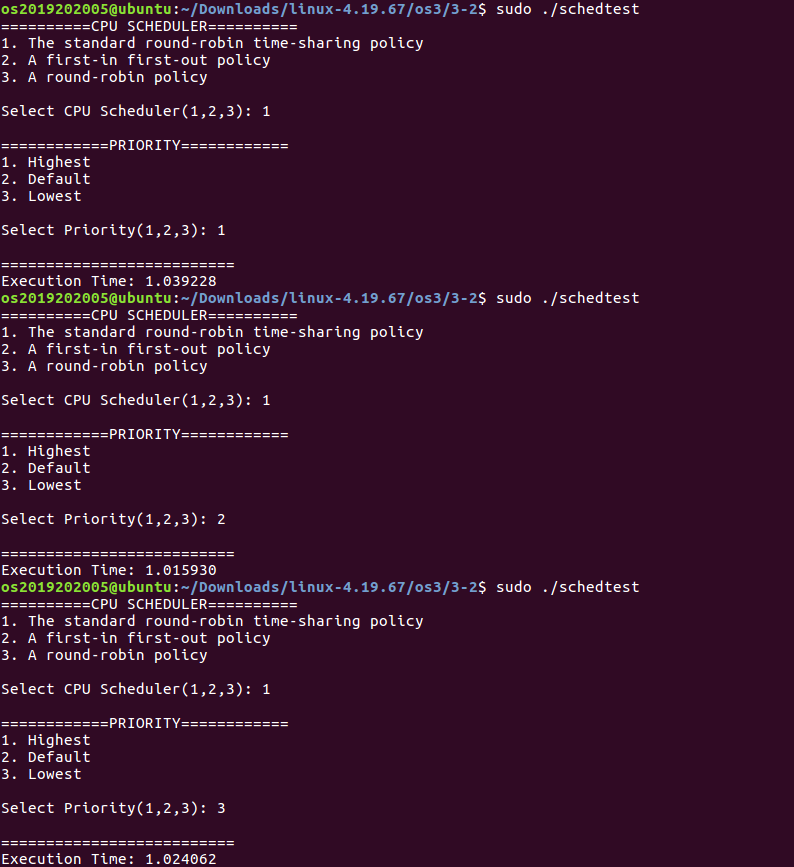 os2019202005@ubuntu:~/Downloads/linux-4.19.67/os3/3-2$ sudo ./schedtest
==========CPU SCHEDULER==========
1. The standard round-robin time-sharing policy
2. A first-in first-out policy
3. A round-robin policy
Select CPU Scheduler(1,2,3): 1
============PRIORITY============
1. Highest
2. Default
3. Lowest
Select Priority(1,2,3): 1
==========================
Execution Time: 1.039228
os2019202005@ubuntu:~/Downloads/linux-4.19.67/os3/3-2$ sudo ./schedtest
==========CPU SCHEDULER==========
1. The standard round-robin time-sharing policy
2. A first-in first-out policy
3. A round-robin policy
Select CPU Scheduler(1,2,3): 1
============PRIORITY============
1. Highest
2. Default
3. Lowest
Select Priority(1,2,3): 2
==========================
Execution Time: 1.015930
os2019202005@ubuntu:~/Downloads/linux-4.19.67/os3/3-2$ sudo ./schedtest
==========CPU SCHEDULER==========
1. The standard round-robin time-sharing policy
2. A first-in first-out policy
3. A round-robin policy
Select CPU Scheduler(1,2,3): 1
============PRIORITY============
1. Highest
2. Default
3. Lowest
Select Priority(1,2,3): 3
==========================
Execution Time: 1.024062